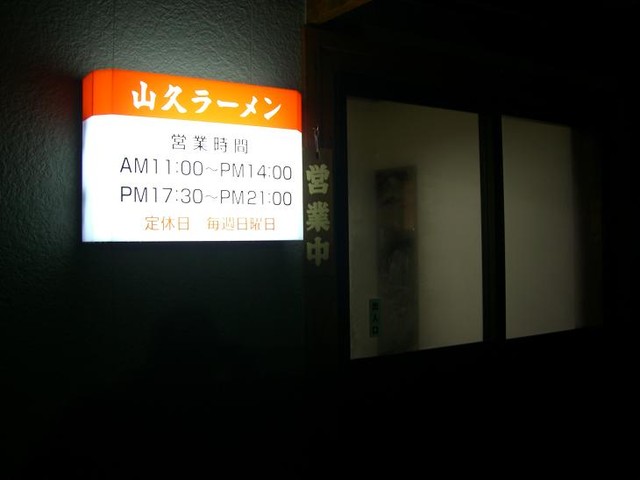 山久ラーメン
営業時間
AM11:00～PM14:00
PM17:30～PM21:00
定休日 毎週日曜日
営業中